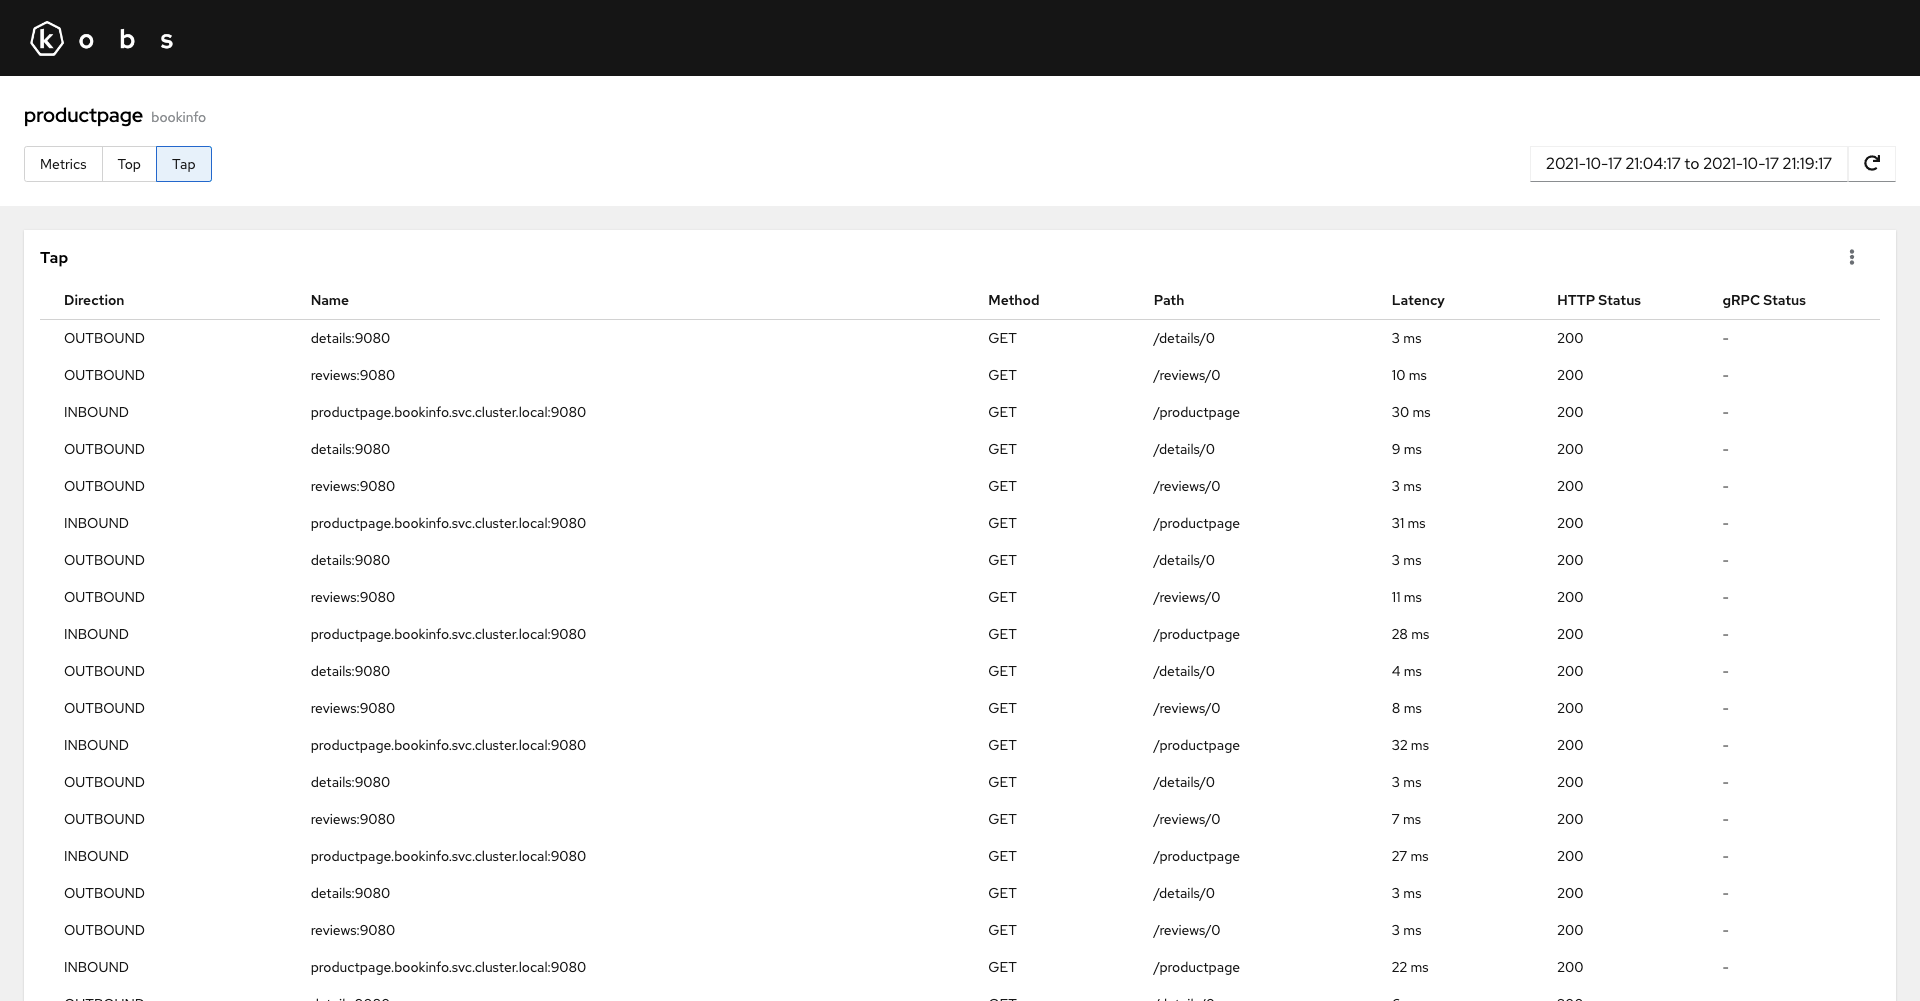 k o b s
productpage bookinfo
Metrics Top Tap 2021-10-17 21:04:17 to 2021-10-17 21:19:17
Tap
Direction Name Method Path Latency HTTP Status gRPC Status
OUTBOUND details:9080 GET /details/0 3 ms 200 -
OUTBOUND reviews:9080 GET /reviews/0 10 ms 200 -
INBOUND productpage.bookinfo.svc.cluster.local:9080 GET /productpage 30 ms 200 -
OUTBOUND details:9080 GET /details/0 9 ms 200 -
OUTBOUND reviews:9080 GET /reviews/0 3 ms 200 -
INBOUND productpage.bookinfo.svc.cluster.local:9080 GET /productpage 31 ms 200 -
OUTBOUND details:9080 GET /details/0 3 ms 200 -
OUTBOUND reviews:9080 GET /reviews/0 11 ms 200 -
INBOUND productpage.bookinfo.svc.cluster.local:9080 GET /productpage 28 ms 200 -
OUTBOUND details:9080 GET /details/0 4 ms 200 -
OUTBOUND reviews:9080 GET /reviews/0 8 ms 200 -
INBOUND productpage.bookinfo.svc.cluster.local:9080 GET /productpage 32 ms 200 -
OUTBOUND details:9080 GET /details/0 3 ms 200 -
OUTBOUND reviews:9080 GET /reviews/0 7 ms 200 -
INBOUND productpage.bookinfo.svc.cluster.local:9080 GET /productpage 27 ms 200 -
OUTBOUND details:9080 GET /details/0 3 ms 200 -
OUTBOUND reviews:9080 GET /reviews/0 3 ms 200 -
INBOUND productpage.bookinfo.svc.cluster.local:9080 GET /productpage 22 ms 200 -